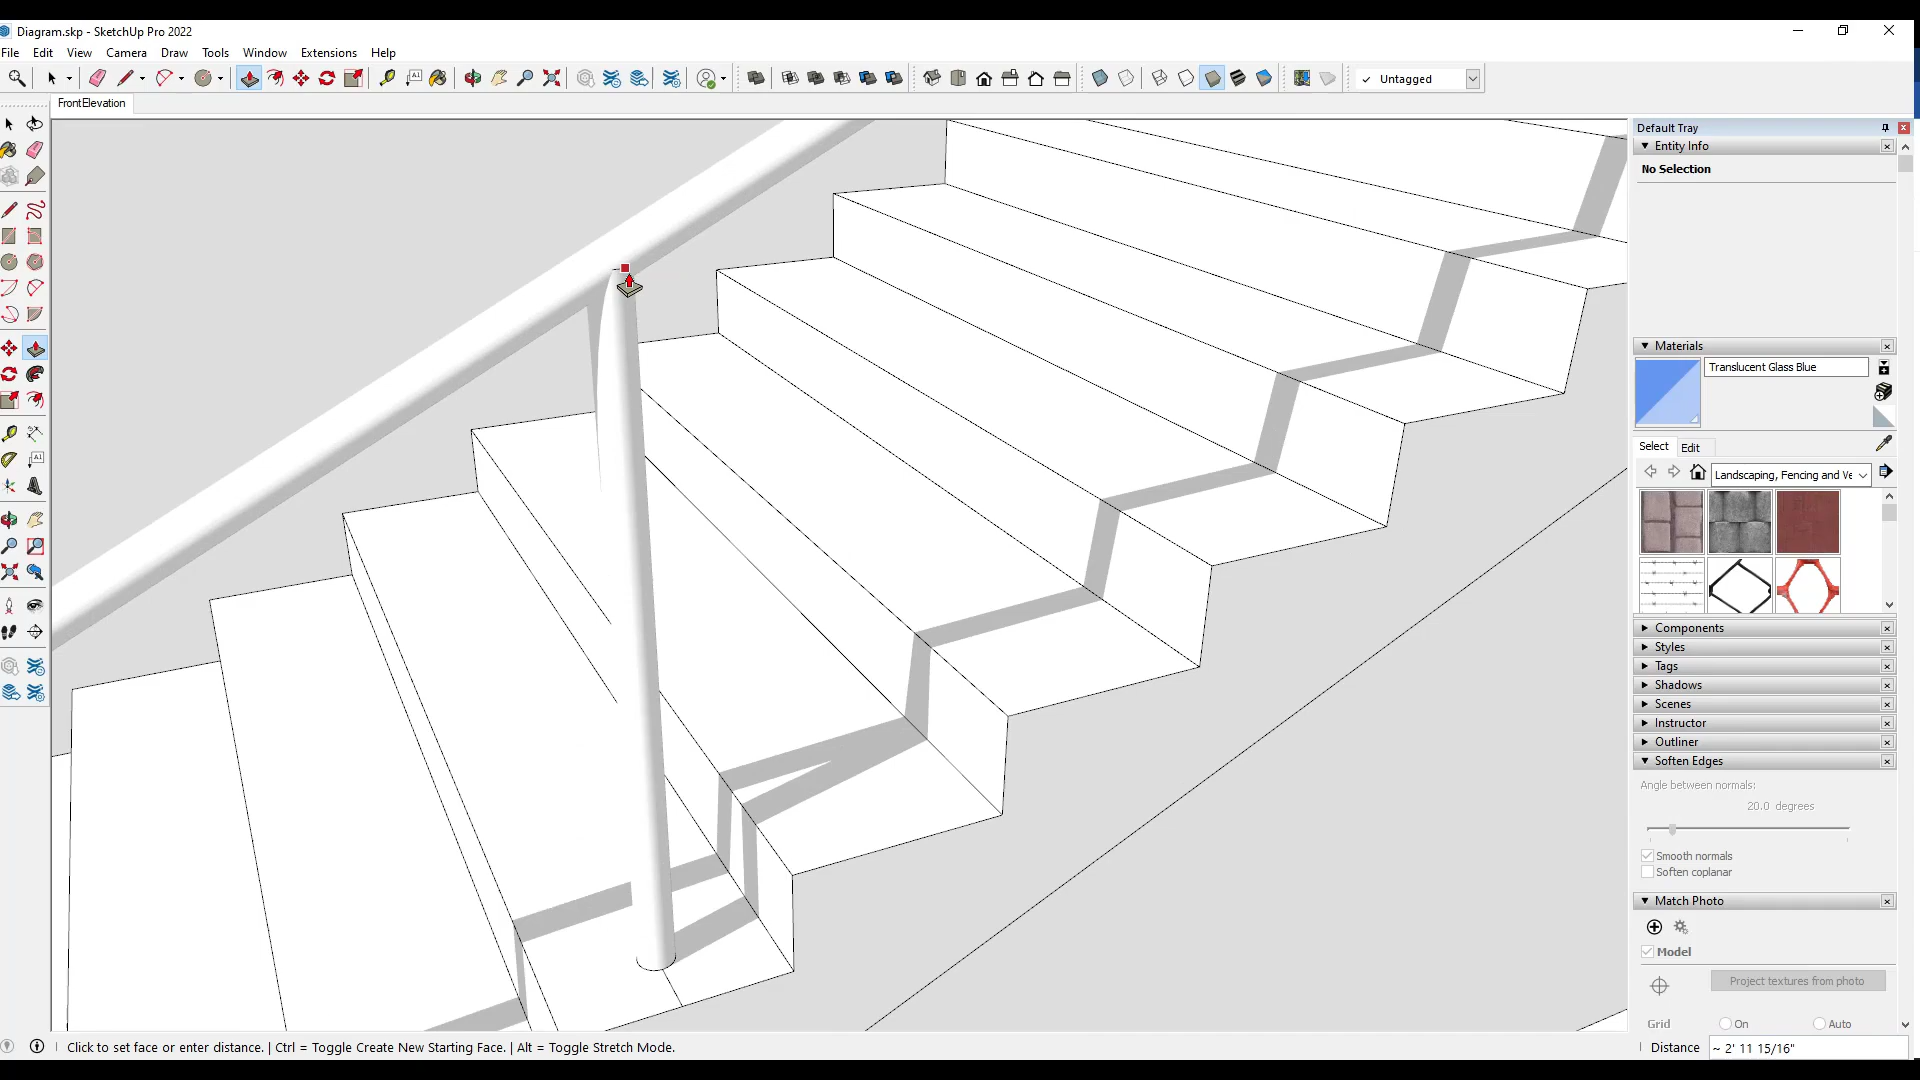 Diagram.skp - SketchUp Pro 2022
File Edit View Camera Draw Tools Window Extensions Help
Untagged
FrontElevation
Default Tray
Entity Info
No Selection
Materials
Translucent Glass Blue
Select Edit
Landscaping, Fencing and Ve
Components
Styles
Tags
Shadows
Scenes
Instructor
Outliner
Soften Edges
Angle between normals:
20.0 degrees
Smooth normals
Soften coplanar
Match Photo
Model
Project textures from photo
Grid On Auto
Click to set face or enter distance. | Ctrl = Toggle Create New Starting Face. | Alt = Toggle Stretch Mode.
Distance ~ 2' 11 15/16"